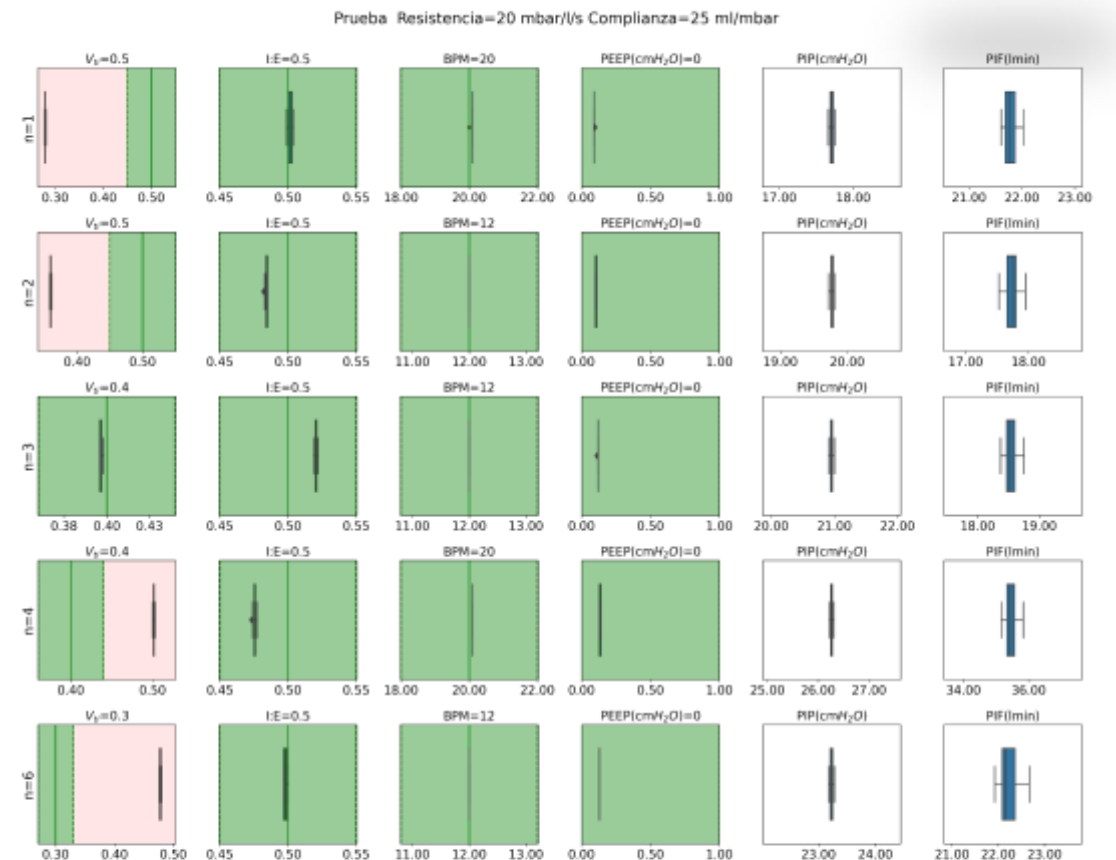 Prueba Resistencia=20 mbar/l/s Complianza=25 ml/mbar
Vₜ=0.5 I:E=0.5 BPM=20 PEEP(cmH₂O)=0 PIP(cmH₂O) PIF(lmin)
n=1
0.30 0.40 0.50 0.45 0.50 0.55 18.00 20.00 22.00 0.00 0.50 1.00 17.00 18.00 21.00 22.00 23.00
Vₜ=0.5 I:E=0.5 BPM=12 PEEP(cmH₂O)=0 PIP(cmH₂O) PIF(lmin)
n=2
0.40 0.50 0.45 0.50 0.55 11.00 12.00 13.00 0.00 0.50 1.00 19.00 20.00 17.00 18.00
Vₜ=0.4 I:E=0.5 BPM=12 PEEP(cmH₂O)=0 PIP(cmH₂O) PIF(lmin)
n=3
0.38 0.40 0.43 0.45 0.50 0.55 11.00 12.00 13.00 0.00 0.50 1.00 20.00 21.00 22.00 18.00 19.00
Vₜ=0.4 I:E=0.5 BPM=20 PEEP(cmH₂O)=0 PIP(cmH₂O) PIF(lmin)
n=4
0.40 0.50 0.45 0.50 0.55 18.00 20.00 22.00 0.00 0.50 1.00 25.00 26.00 27.00 34.00 36.00
Vₜ=0.3 I:E=0.5 BPM=12 PEEP(cmH₂O)=0 PIP(cmH₂O) PIF(lmin)
n=6
0.30 0.40 0.50 0.45 0.50 0.55 11.00 12.00 13.00 0.00 0.50 1.00 23.00 24.00 21.00 22.00 23.00